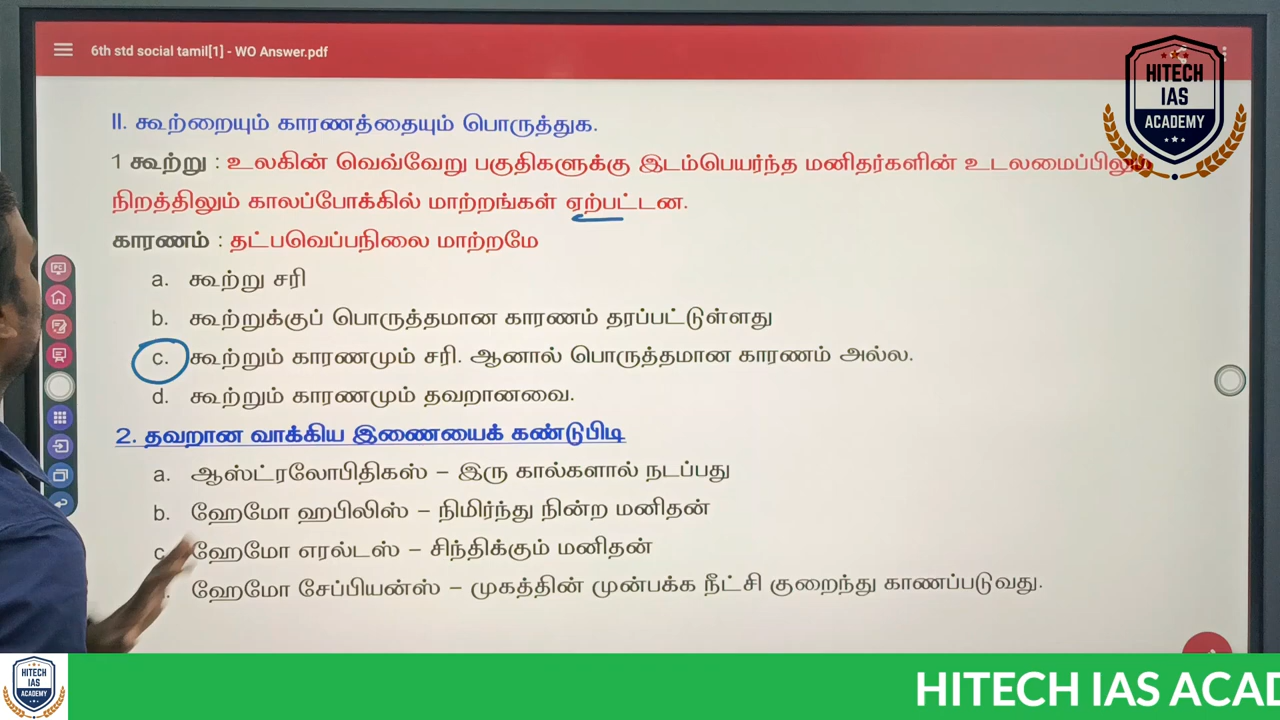 6th std social tamil[1] - WO Answer.pdf
HITECH
IAS
ACADEMY
II. கூற்றையும் காரணத்தையும் பொருத்துக.
1 கூற்று : உலகின் வெவ்வேறு பகுதிகளுக்கு இடம்பெயர்ந்த மனிதர்களின் உடலமைப்பிலும்
நிறத்திலும் காலப்போக்கில் மாற்றங்கள் ஏற்பட்டன.
காரணம் : தட்பவெப்பநிலை மாற்றமே
a. கூற்று சரி
b. கூற்றுக்குப் பொருத்தமான காரணம் தரப்பட்டுள்ளது
c. கூற்றும் காரணமும் சரி. ஆனால் பொருத்தமான காரணம் அல்ல.
d. கூற்றும் காரணமும் தவறானவை.
2. தவறான வாக்கிய இணையைக் கண்டுபிடி
a. ஆஸ்ட்ரலோபிதிகஸ் – இரு கால்களால் நடப்பது
b. ஹேமோ ஹபிலிஸ் – நிமிர்ந்து நின்ற மனிதன்
c. ஹேமோ எரல்டஸ் – சிந்திக்கும் மனிதன்
ஹேமோ சேப்பியன்ஸ் – முகத்தின் முன்பக்க நீட்சி குறைந்து காணப்படுவது.
HITECH
IAS
ACADEMY
HITECH IAS ACAD